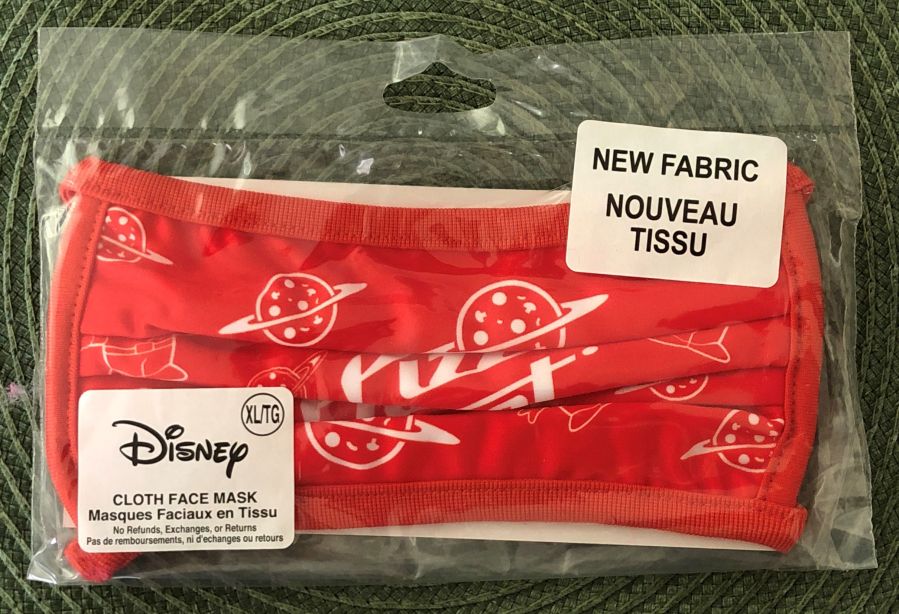 NEW FABRIC
NOUVEAU
TISSU
XL/TG
Disney
CLOTH FACE MASK
Masques Faciaux en Tissu
No Refunds, Exchanges, or Returns
Pas de remboursements, ni d'echanges ou retours